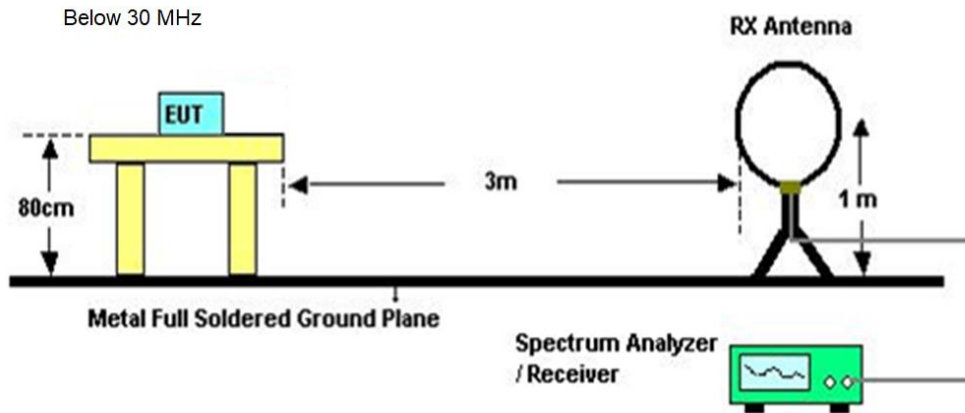 Below 30 MHz
RX Antenna
EUT
3m
80cm
1 m
Metal Full Soldered Ground Plane
Spectrum Analyzer
/ Receiver